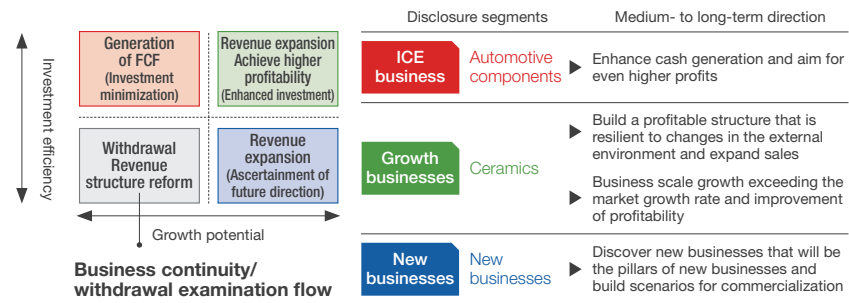 Investment efficiency
Generation
of FCF
(Investment
minimization)
Revenue expansion
Achieve higher
profitability
(Enhanced investment)
Withdrawal
Revenue
structure reform
Revenue
expansion
(Ascertainment of
future direction)
Growth potential
Business continuity/
withdrawal examination flow
Disclosure segments
Medium- to long-term direction
ICE
business
Automotive
components
Enhance cash generation and aim for
even higher profits
Growth
businesses
Ceramics
Build a profitable structure that is
resilient to changes in the external
environment and expand sales
Business scale growth exceeding the
market growth rate and improvement
of profitability
New
businesses
New
businesses
Discover new businesses that will be
the pillars of new businesses and
build scenarios for commercialization